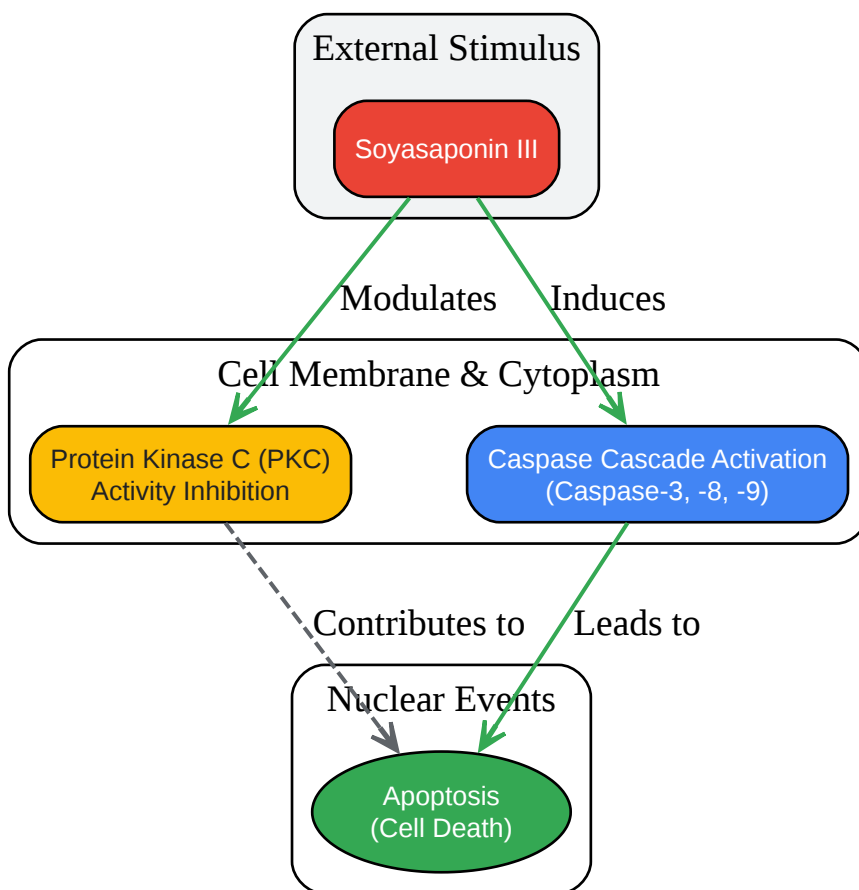 External Stimulus
Soyasaponin III
Modulates
Induces
Cell Membrane & Cytoplasm
Protein Kinase C (PKC)
Activity Inhibition
Caspase Cascade Activation
(Caspase-3, -8, -9)
Contributes to
Leads to
Nuclear Events
Apoptosis
(Cell Death)